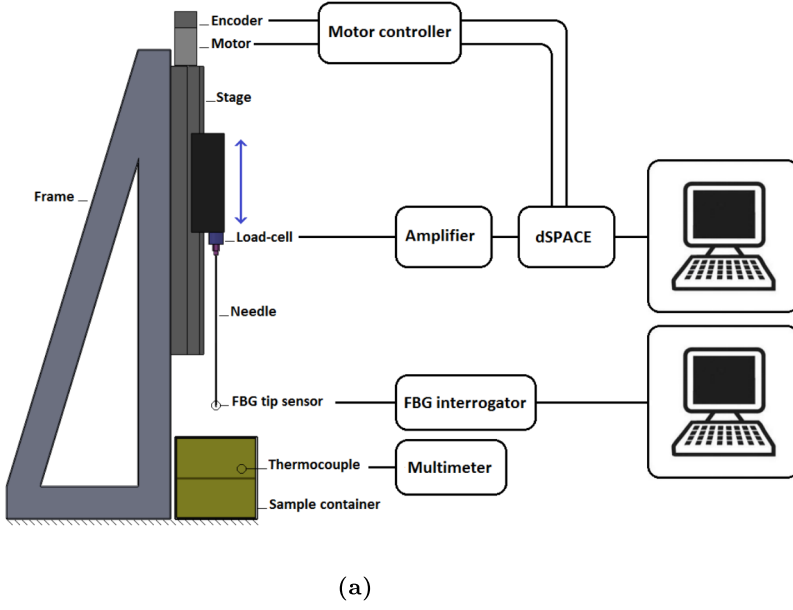 Encoder
Motor controller
Motor
Stage
Frame
Load-cell
Amplifier
dSPACE
Needle
FBG tip sensor
FBG interrogator
Thermocouple
Multimeter
Sample container
(a)